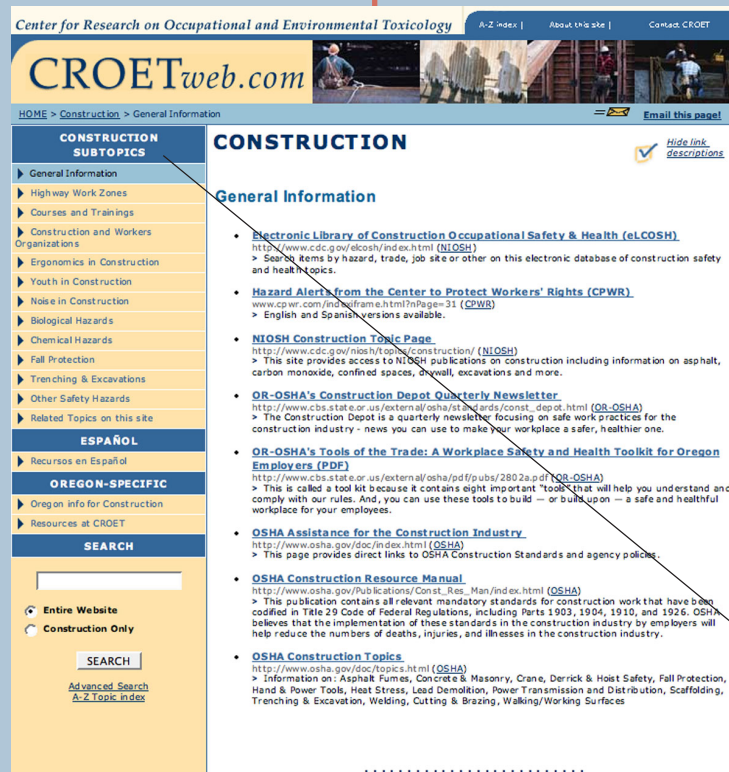 Center for Research on Occupational and Environmental Toxicology
A-Z index | About this site | Contact CROET
CROETweb.com
HOME > Construction > General Information
Email this page!
CONSTRUCTION
SUBTOPICS
General Information
Highway Work Zones
Courses and Trainings
Construction and Workers
Organizations
Ergonomics in Construction
Youth in Construction
Noise in Construction
Biological Hazards
Chemical Hazards
Fall Protection
Trenching & Excavations
Other Safety Hazards
Related Topics on this site
ESPAÑOL
Recursos en Español
OREGON-SPECIFIC
Oregon info for Construction
Resources at CROET
SEARCH
Entire Website
Construction Only
SEARCH
Advanced Search
A-Z Topic index
CONSTRUCTION
Hide link
descriptions
General Information
Electronic Library of Construction Occupational Safety & Health (eLCOSH)
http://www.cdc.gov/elcosh/index.html (NIOSH)
> Search items by hazard, trade, job site or other on this electronic database of construction safety
and health topics.
Hazard Alerts from the Center to Protect Workers' Rights (CPWR)
www.cpwr.com/indexiframe.html?nPage=31 (CPWR)
> English and Spanish versions available.
NIOSH Construction Topic Page
http://www.cdc.gov/niosh/topics/construction/ (NIOSH)
> This site provides access to NIOSH publications on construction including information on asphalt,
carbon monoxide, confined spaces, drywall, excavations and more.
OR-OSHA's Construction Depot Quarterly Newsletter
http://www.cbs.state.or.us/external/osha/standards/const_depot.html (OR-OSHA)
> The Construction Depot is a quarterly newsletter focusing on safe work practices for the
construction industry - news you can use to make your workplace a safer, healthier one.
OR-OSHA's Tools of the Trade: A Workplace Safety and Health Toolkit for Oregon
Employers (PDF)
http://www.cbs.state.or.us/external/osha/pdf/pubs/2802a.pdf (OR-OSHA)
> This is called a tool kit because it contains eight important "tools" that will help you understand and
comply with our rules. And, you can use these tools to build — or build upon — a safe and healthful
workplace for your employees.
OSHA Assistance for the Construction Industry
http://www.osha.gov/doc/index.html (OSHA)
> This page provides direct links to OSHA Construction Standards and agency policies.
OSHA Construction Resource Manual
http://www.osha.gov/Publications/Const_Res_Man/index.html (OSHA)
> This publication contains all relevant mandatory standards for construction work that have been
codified in Title 29 Code of Federal Regulations, including Parts 1903, 1904, 1910, and 1926. OSHA
believes that the implementation of these standards in the construction industry by employers will
help reduce the numbers of deaths, injuries, and illnesses in the construction industry.
OSHA Construction Topics
http://www.osha.gov/doc/topics.html (OSHA)
> Information on: Asphalt Fumes, Concrete & Masonry, Crane, Derrick & Hoist Safety, Fall Protection,
Hand & Power Tools, Heat Stress, Lead Demolition, Power Transmission and Distribution, Scaffolding,
Trenching & Excavation, Welding, Cutting & Brazing, Walking/Working Surfaces